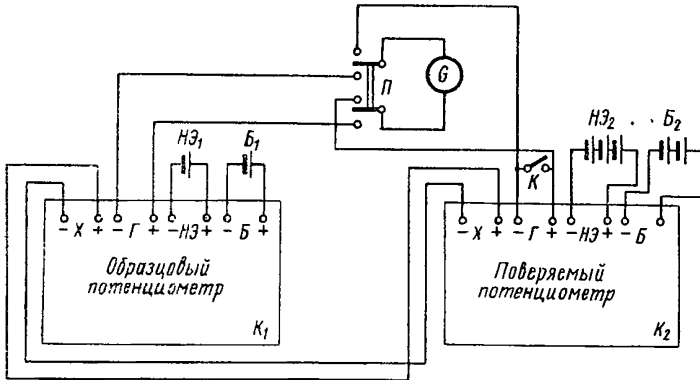 G
П
НЭ₁
Б₁
НЭ₂ . . Б₂
К
– Х + – Г + – НЭ + – Б +
– Х + – Г + – НЭ + – Б
Образцовый
потенциометр
К₁
Поверяемый
потенциометр
К₂